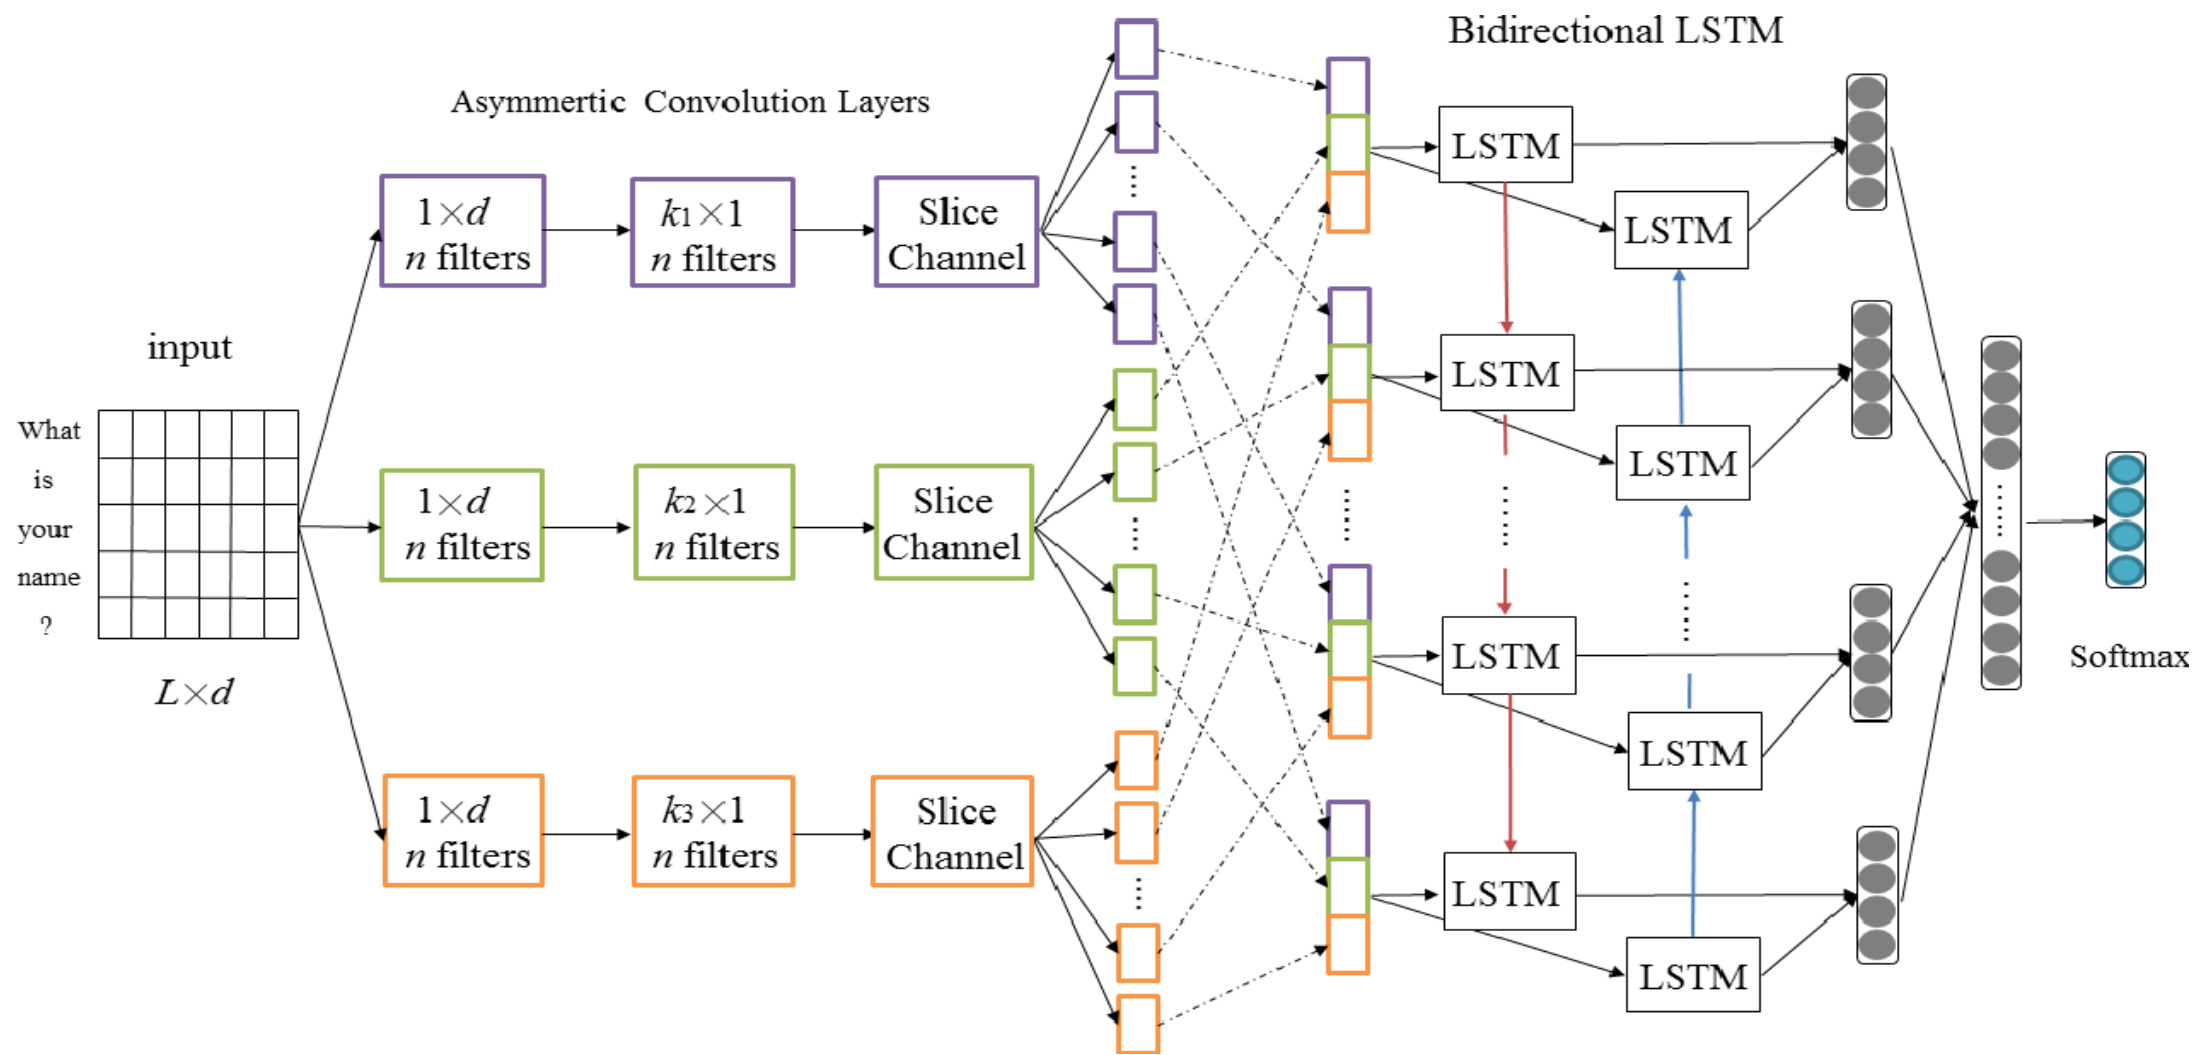 Bidirectional LSTM
Asymmertic Convolution Layers
input
What
is
your
name
?
L×d
1×d
n filters
k1×1
n filters
Slice
Channel
1×d
n filters
k2×1
n filters
Slice
Channel
1×d
n filters
k3×1
n filters
Slice
Channel
LSTM
LSTM
LSTM
LSTM
LSTM
LSTM
LSTM
LSTM
Softmax